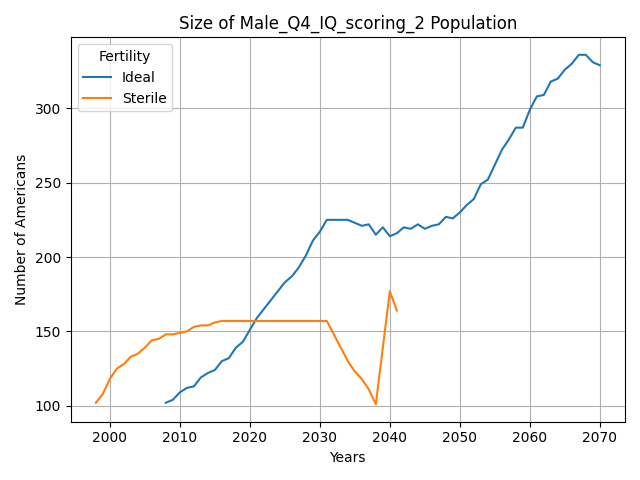 Size of Male_Q4_IQ_scoring_2 Population
Fertility
Ideal
Sterile
Number of Americans
300
250
200
150
100
2000 2010 2020 2030 2040 2050 2060 2070
Years